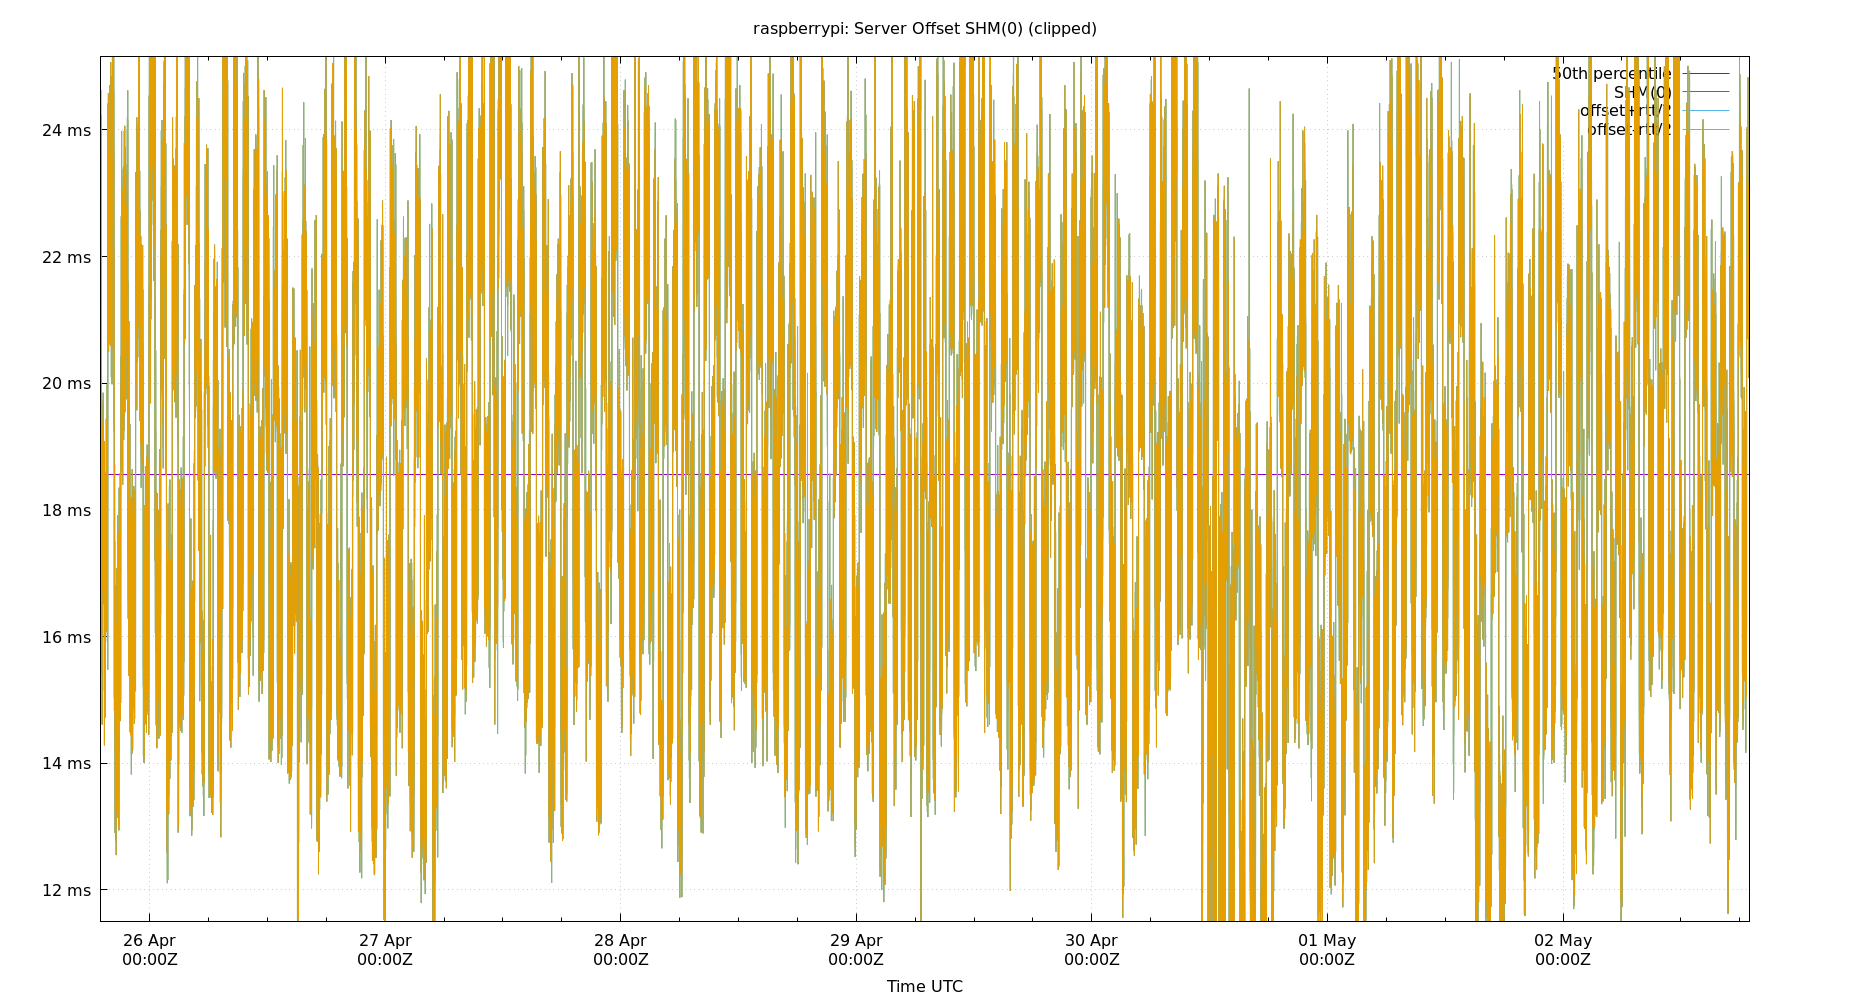 raspberrypi: Server Offset SHM(0) (clipped)
50th percentile
SHM(0)
offset+rtt/2
offset-rtt/2
24 ms
22 ms
20 ms
18 ms
16 ms
14 ms
12 ms
26 Apr 27 Apr 28 Apr 29 Apr 30 Apr 01 May 02 May
00:00Z 00:00Z 00:00Z 00:00Z 00:00Z 00:00Z 00:00Z
Time UTC